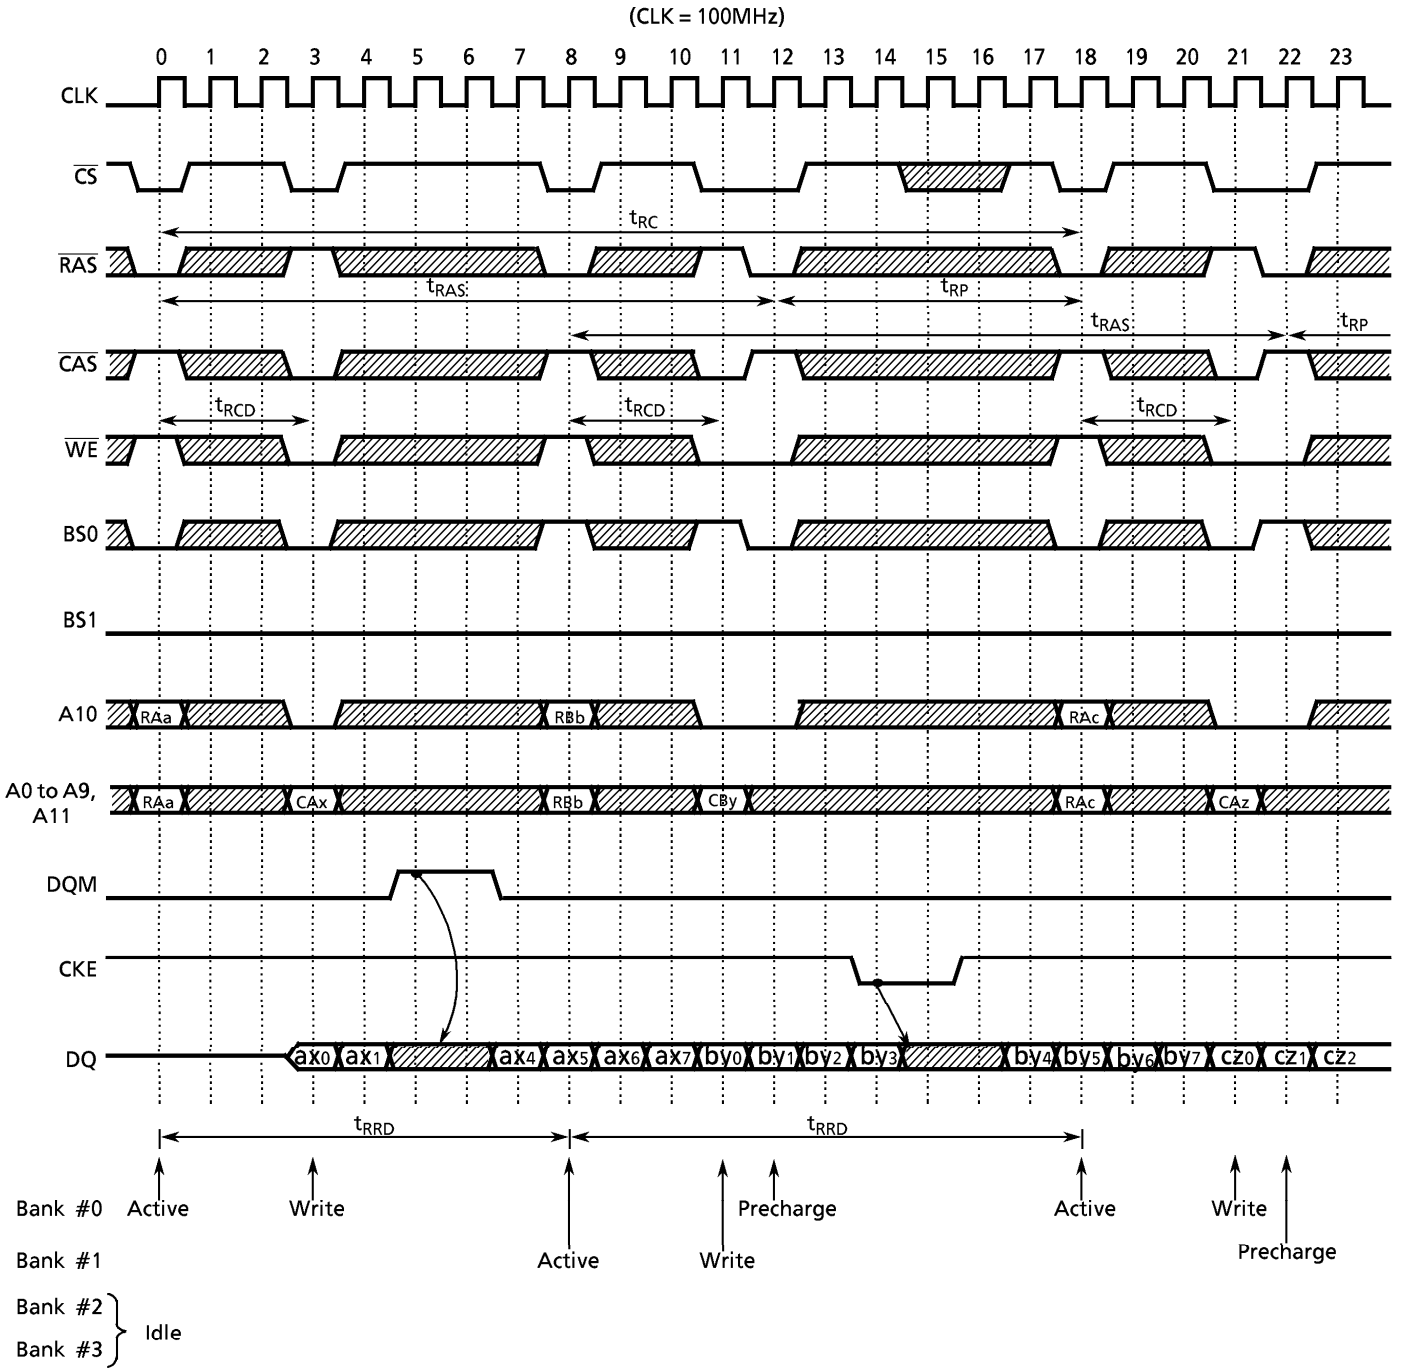 (CLK = 100MHz)
0 1 2 3 4 5 6 7 8 9 10 11 12 13 14 15 16 17 18 19 20 21 22 23
CLK
CS
tRC
RAS
tRAS tRP
tRAS tRP
CAS
tRCD tRCD tRCD
WE
BS0
BS1
A10 RAa RBb RAc
A0 to A9,
A11
RAa CAx RBb CBy RAc CAz
DQM
CKE
DQ ax0 ax1 ax4 ax5 ax6 ax7 by0 by1 by2 by3 by4 by5 by6 by7 cz0 cz1 cz2
tRRD tRRD
Bank #0 Active Write Precharge Active Write
Precharge
Bank #1 Active Write
Bank #2
Idle
Bank #3